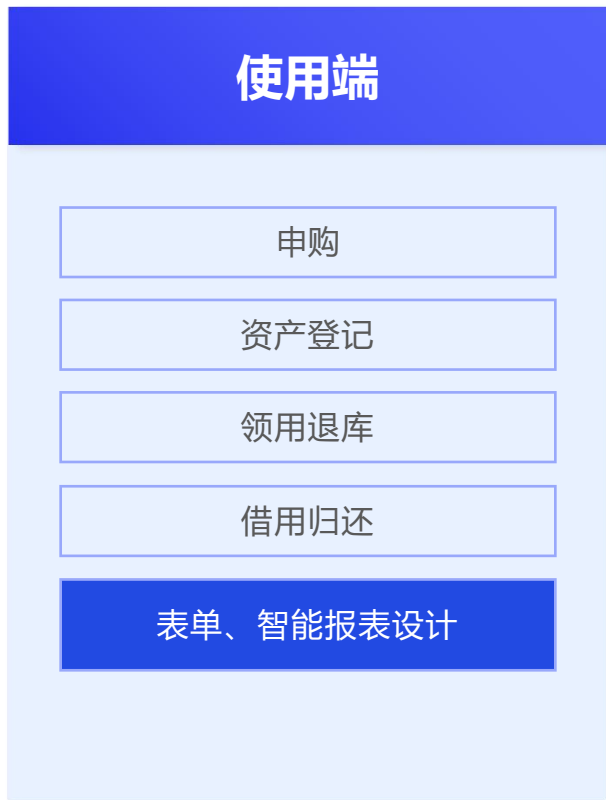 使用端
申购
资产登记
领用退库
借用归还
表单、智能报表设计